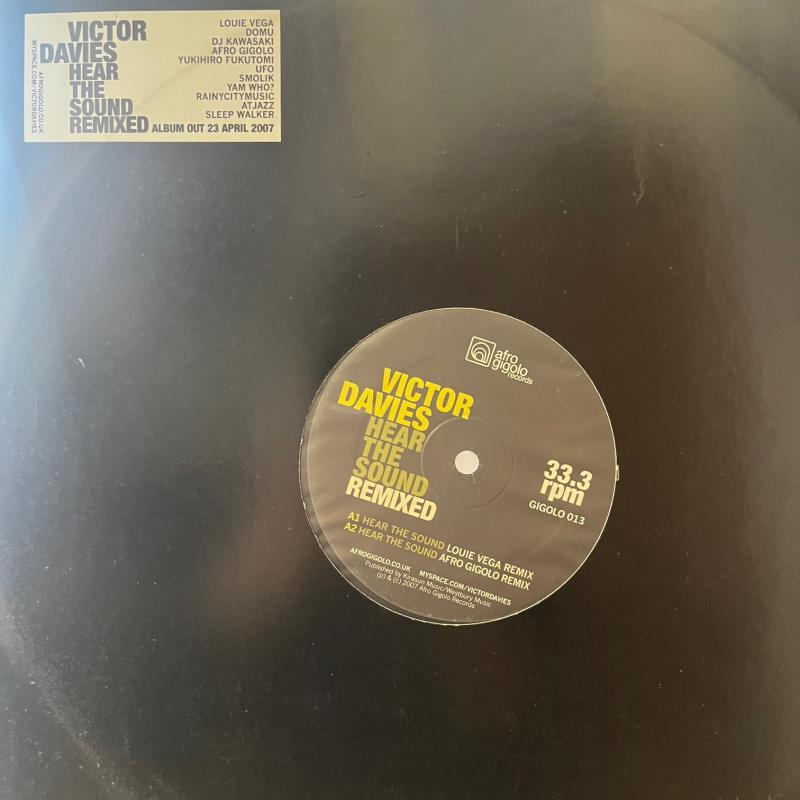 VICTOR
DAVIES
HEAR
THE
SOUND
REMIXED
LOUIE VEGA
DOMU
DJ KAWASAKI
AFRO GIGOLO
YUKIHIRO FUKUTOMI
UFO
SMOLIK
YAM WHO?
RAINYCITYMUSIC
ATJAZZ
SLEEP WALKER
ALBUM OUT 23 APRIL 2007
AFROGIGOLO.CO.UK
MYSPACE.COM/VICTORDAVIES
afro
gigolo
records
VICTOR
DAVIES
HEAR
THE
SOUND
REMIXED
33.3
rpm
GIGOLO 013
A1 HEAR THE SOUND LOUIE VEGA REMIX
A2 HEAR THE SOUND AFRO GIGOLO REMIX
AFROGIGOLO.CO.UK MYSPACE.COM/VICTORDAVIES
Published by Kirasun Music/Westbury Music
(p) & (c) 2007 Afro Gigolo Records